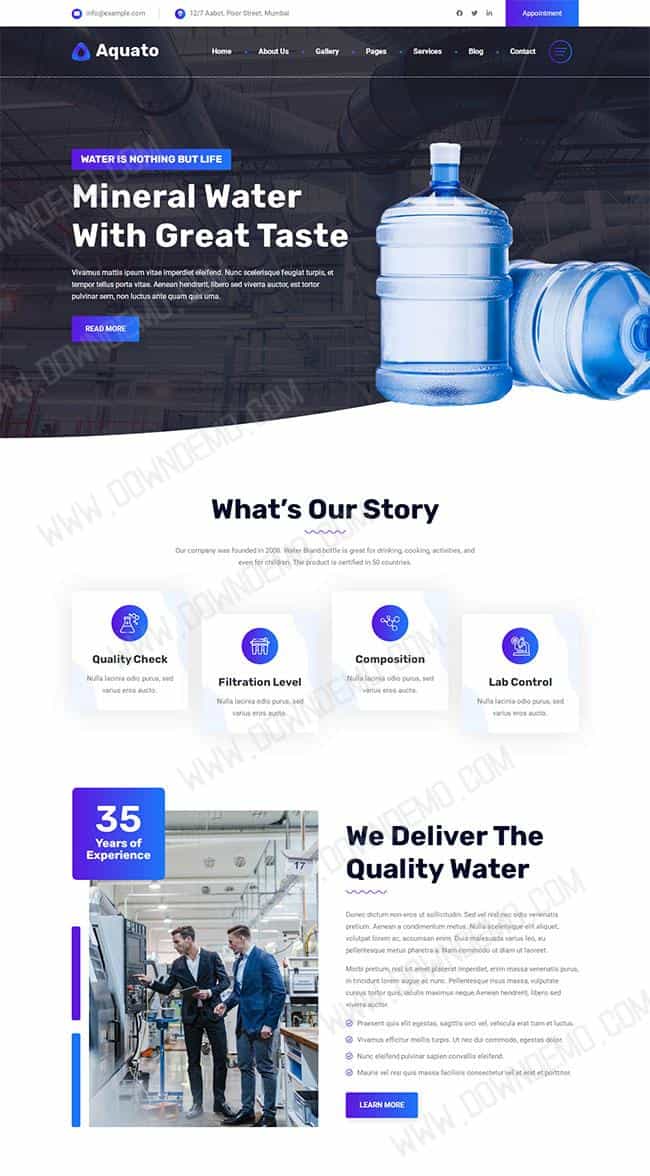 info@example.com
12/7 Aabot, Poor Street, Mumbai
Appointment
Aquato
Home
About Us
Gallery
Pages
Services
Blog
Contact
WATER IS NOTHING BUT LIFE
Mineral Water
With Great Taste
Vivamus mattis ipsum vitae imperdiet eleifend. Nunc scelerisque feugiat turpis, et
tempor tellus porta vitae. Aenean hendrerit, libero sed viverra auctor, est tortor
pulvinar sem, non luctus ante quam quis urna.
READ MORE
What's Our Story
Our company was founded in 2008. Water Brand bottle is great for drinking, cooking, activities, and
even for children. The product is certified in 50 countries.
Quality Check
Nulla lacinia odio purus, sed
varius eros aucto.
Filtration Level
Nulla lacinia odio purus, sed
varius eros aucto.
Composition
Nulla lacinia odio purus, sed
varius eros aucto.
Lab Control
Nulla lacinia odio purus, sed
varius eros aucto.
35
Years of
Experience
17
We Deliver The
Quality Water
Donec dictum non eros ut sollicitudin. Sed vel nisl nec odio venenatis
pretium. Aenean a condimentum metus. Nulla scelerisque elit aliquet,
volutpat lorem ac, accumsan enim. Duis malesuada varius leo, eu
pellentesque metus pharetra a. Nam commodo ut diam ut laoreet.
Morbi pretium, nisl sit amet placerat imperdiet, enim massa venenatis purus,
in tincidunt lorem augue ac nunc. Pellentesque risus massa, vulputate
cursus tortor quis, iaculis maximus neque.Aenean hendrerit, libero sed
viverra auctor.
Praesent quis elit egestas, sagittis orci vel, vehicula erat tiam et luctus.
Vivamus efficitur mollis turpis. Ut nec dui commodo, egestas dolor.
Nunc eleifend pulvinar sapien convallis eleifend.
Mauris vel nisi quis massa facilisis consectetur vel at erat et porttitor.
LEARN MORE
WWW.DOWNDEMO.COM